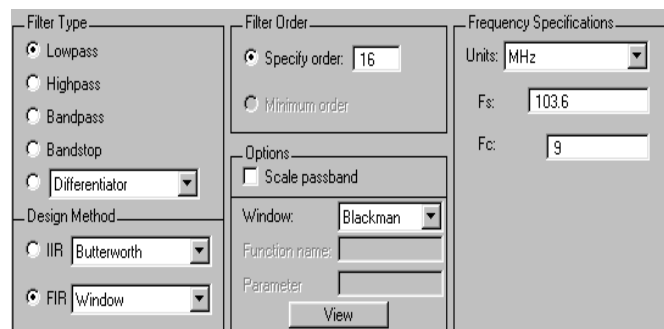 Filter Type
Lowpass
Highpass
Bandpass
Bandstop
Differentiator
Design Method
IIR Butterworth
FIR Window
Filter Order
Specify order: 16
Minimum order
Options
Scale passband
Window: Blackman
Function name:
Parameter
View
Frequency Specifications
Units: MHz
Fs: 103.6
Fc: 9